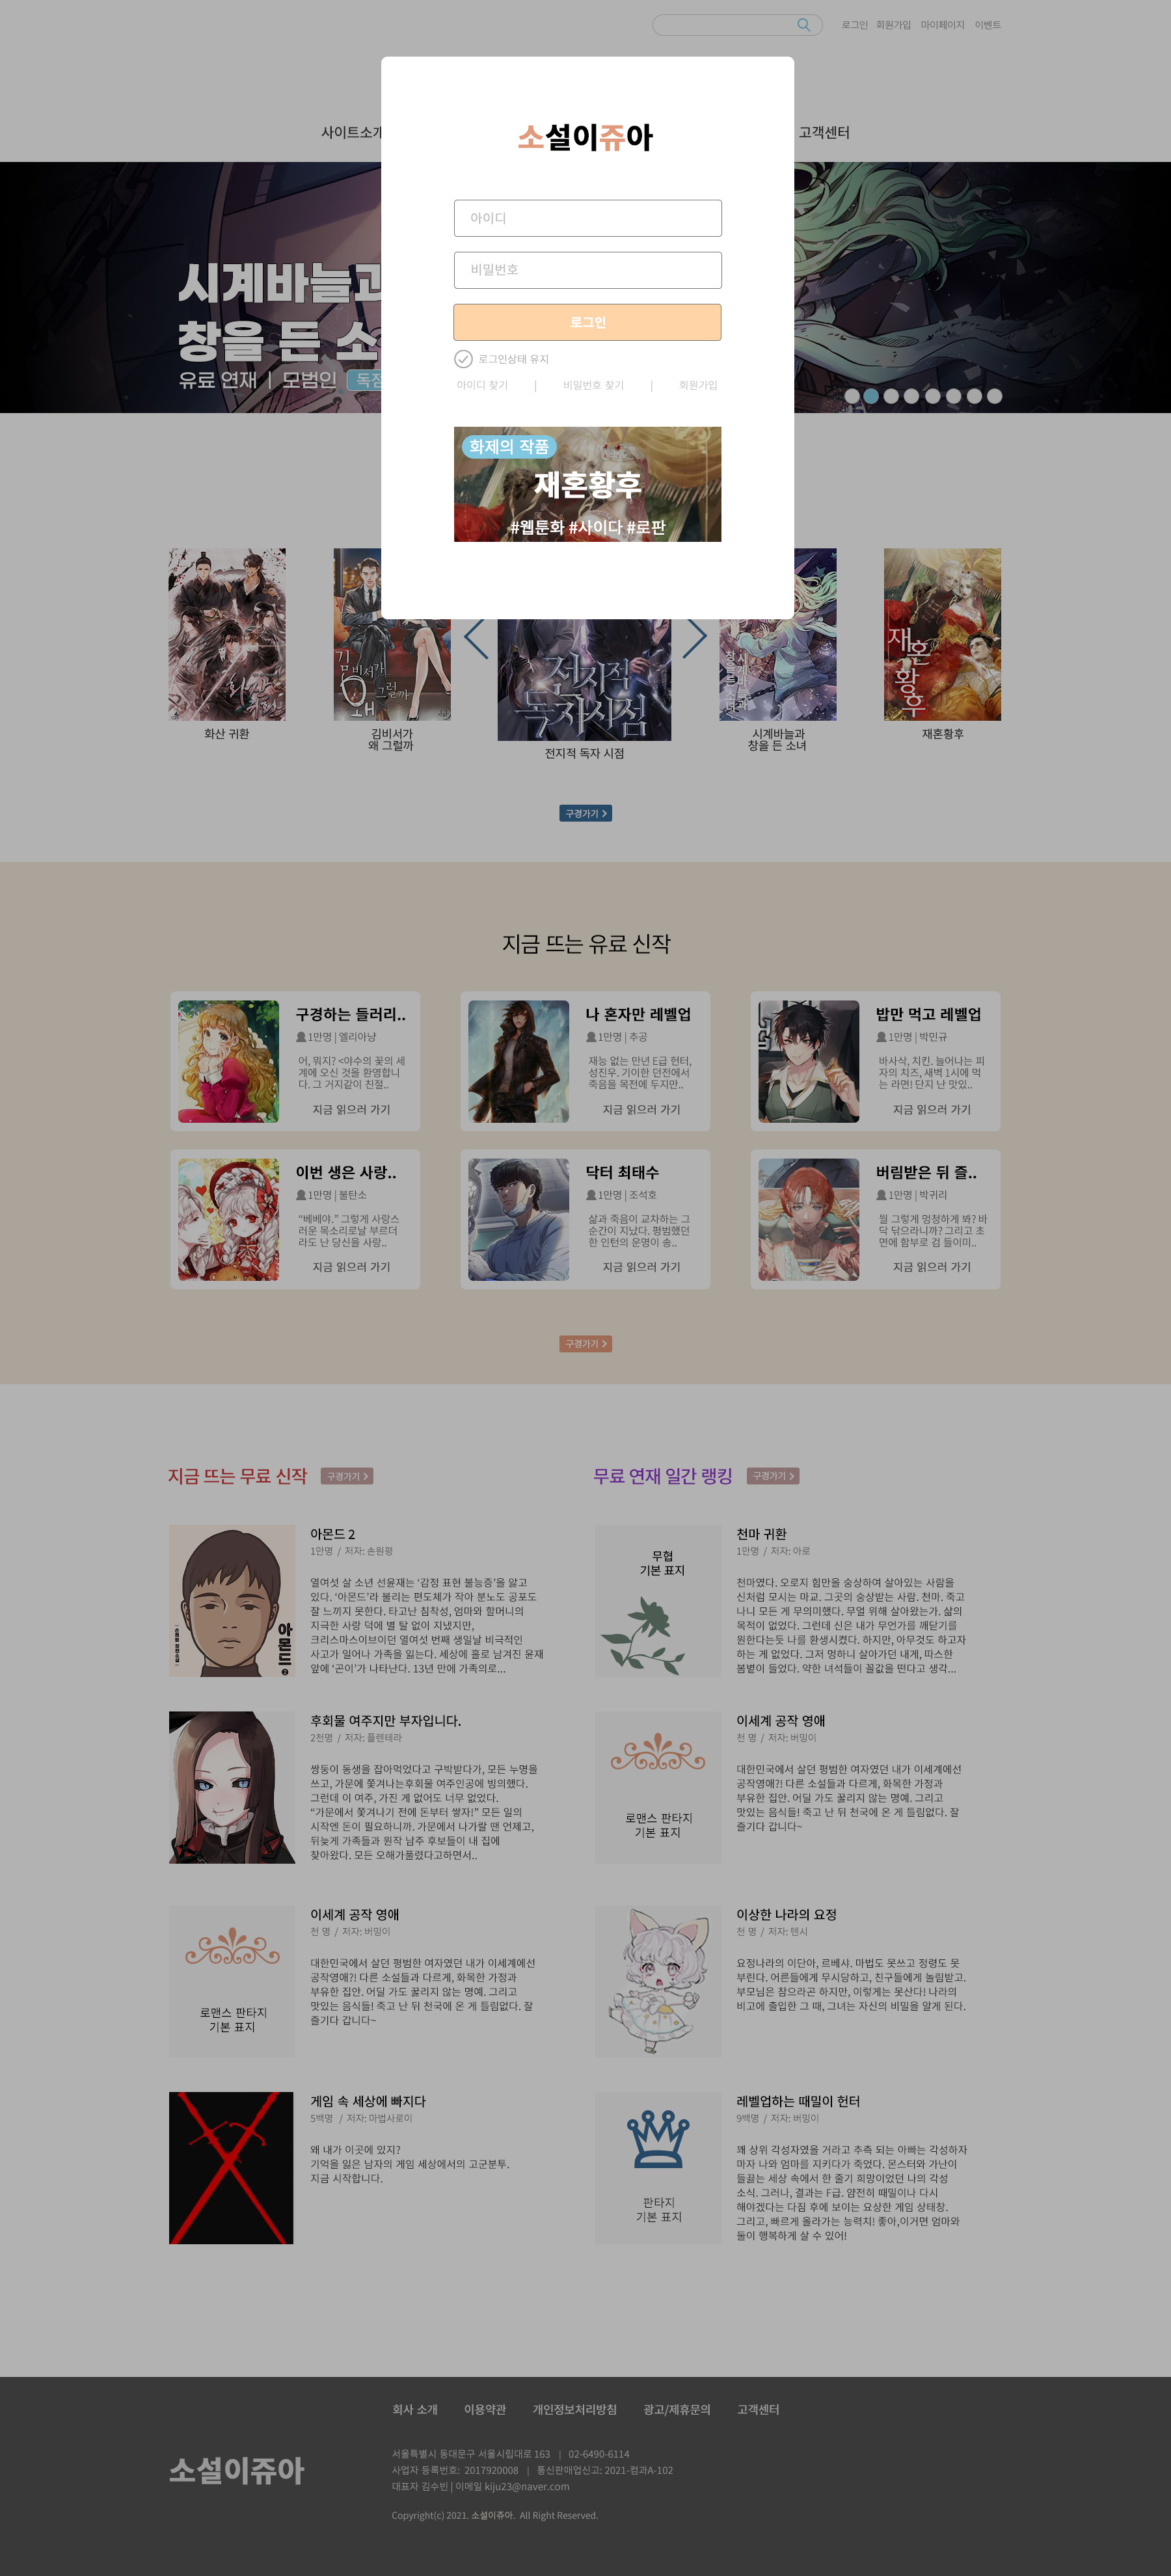 로그인 회원가입 마이페이지 이벤트
사이트소개
고객센터
소설이쥬아
아이디
비밀번호
로그인
로그인상태 유지
아이디 찾기 | 비밀번호 찾기 | 회원가입
화제의 작품
재혼황후
#웹툰화 #사이다 #로판
시계바늘과
창을 든 소
유료 연재 | 모범인 독점
화산 귀환
김비서가
왜 그럴까
전지적
독자시점
재혼황후
화산 귀환
김비서가
왜 그럴까
전지적 독자 시점
시계바늘과
창을 든 소녀
재혼황후
구경가기 >
지금 뜨는 유료 신작
구경하는 들러리..
1만명 | 엘리아냥
어, 뭐지? <야수의 꽃의 세
계에 오신 것을 환영합니
다. 그 거지같이 친절..
지금 읽으러 가기
나 혼자만 레벨업
1만명 | 추공
재능 없는 만년 E급 헌터,
성진우. 기이한 던전에서
죽음을 목전에 두지만..
지금 읽으러 가기
밥만 먹고 레벨업
1만명 | 박민규
바사삭, 치킨. 늘어나는 피
자의 치즈, 새벽 1시에 먹
는 라면! 단지 난 맛있..
지금 읽으러 가기
이번 생은 사랑..
1만명 | 불탄소
“베베야.” 그렇게 사랑스
러운 목소리로날 부르더
라도 난 당신을 사랑..
지금 읽으러 가기
닥터 최태수
1만명 | 조석호
삶과 죽음이 교차하는 그
순간이 지났다. 평범했던
한 인턴의 운명이 송..
지금 읽으러 가기
버림받은 뒤 즐..
1만명 | 박귀리
뭘 그렇게 멍청하게 봐? 바
닥 닦으라니까? 그리고 초
면에 함부로 검 들이미..
지금 읽으러 가기
구경가기 >
지금 뜨는 무료 신작 구경가기 >
아몬드 2
1만명 / 저자: 손원평
열여섯 살 소년 선윤재는 ‘감정 표현 불능증’을 앓고
있다. ‘아몬드’라 불리는 편도체가 작아 분노도 공포도
잘 느끼지 못한다. 타고난 침착성, 엄마와 할머니의
지극한 사랑 덕에 별 탈 없이 지냈지만,
크리스마스이브이던 열여섯 번째 생일날 비극적인
사고가 일어나 가족을 잃는다. 세상에 홀로 남겨진 윤재
앞에 ‘곤이’가 나타난다. 13년 만에 가족의로...
아몬드
2
후회물 여주지만 부자입니다.
2천명 / 저자: 플렌테라
쌍둥이 동생을 잡아먹었다고 구박받다가, 모든 누명을
쓰고, 가문에 쫓겨나는후회물 여주인공에 빙의했다.
그런데 이 여주, 가진 게 없어도 너무 없었다.
“가문에서 쫓겨나기 전에 돈부터 쌓자!” 모든 일의
시작엔 돈이 필요하니까. 가문에서 나가랄 땐 언제고,
뒤늦게 가족들과 원작 남주 후보들이 내 집에
찾아왔다. 모든 오해가풀렸다고하면서..
로맨스 판타지
기본 표지
이세계 공작 영애
천 명 / 저자: 버밍이
대한민국에서 살던 평범한 여자였던 내가 이세계에선
공작영애?! 다른 소설들과 다르게, 화목한 가정과
부유한 집안. 어딜 가도 꿇리지 않는 명예. 그리고
맛있는 음식들! 죽고 난 뒤 천국에 온 게 틀림없다. 잘
즐기다 갑니다~
게임 속 세상에 빠지다
5백명 / 저자: 마법사로이
왜 내가 이곳에 있지?
기억을 잃은 남자의 게임 세상에서의 고군분투.
지금 시작합니다.
무료 연재 일간 랭킹 구경가기 >
무협
기본 표지
천마 귀환
1만명 / 저자: 아로
천마였다. 오로지 힘만을 숭상하여 살아있는 사람을
신처럼 모시는 마교. 그곳의 숭상받는 사람. 천마. 죽고
나니 모든 게 무의미했다. 무얼 위해 살아왔는가. 삶의
목적이 없었다. 그런데 신은 내가 무언가를 깨닫기를
원한다는듯 나를 환생시켰다. 하지만, 아무것도 하고자
하는 게 없었다. 그저 멍하니 살아가던 내게, 따스한
봄볕이 들었다. 약한 녀석들이 꼴값을 떤다고 생각...
로맨스 판타지
기본 표지
이세계 공작 영애
천 명 / 저자: 버밍이
대한민국에서 살던 평범한 여자였던 내가 이세계에선
공작영애?! 다른 소설들과 다르게, 화목한 가정과
부유한 집안. 어딜 가도 꿇리지 않는 명예. 그리고
맛있는 음식들! 죽고 난 뒤 천국에 온 게 틀림없다. 잘
즐기다 갑니다~
이상한 나라의 요정
천 명 / 저자: 텐시
요정나라의 이단아, 르베사. 마법도 못쓰고 정령도 못
부린다. 어른들에게 무시당하고, 친구들에게 놀림받고.
부모님은 참으라곤 하지만, 이렇게는 못산다! 나라의
비고에 출입한 그 때, 그녀는 자신의 비밀을 알게 된다.
판타지
기본 표지
레벨업하는 때밀이 헌터
9백명 / 저자: 버밍이
꽤 상위 각성자였을 거라고 추측 되는 아빠는 각성하자
마자 나와 엄마를 지키다가 죽었다. 몬스터와 가난이
들끓는 세상 속에서 한 줄기 희망이었던 나의 각성
소식. 그러나, 결과는 F급. 얌전히 때밀이나 다시
해야겠다는 다짐 후에 보이는 요상한 게임 상태창.
그리고, 빠르게 올라가는 능력치! 좋아,이거면 엄마와
둘이 행복하게 살 수 있어!
회사 소개 이용약관 개인정보처리방침 광고/제휴문의 고객센터
소설이쥬아
서울특별시 동대문구 서울시립대로 163 | 02-6490-6114
사업자 등록번호: 2017920008 | 통신판매업신고: 2021-컴과A-102
대표자 김수빈 | 이메일 kiju23@naver.com
Copyright(c) 2021. 소설이쥬아. All Right Reserved.